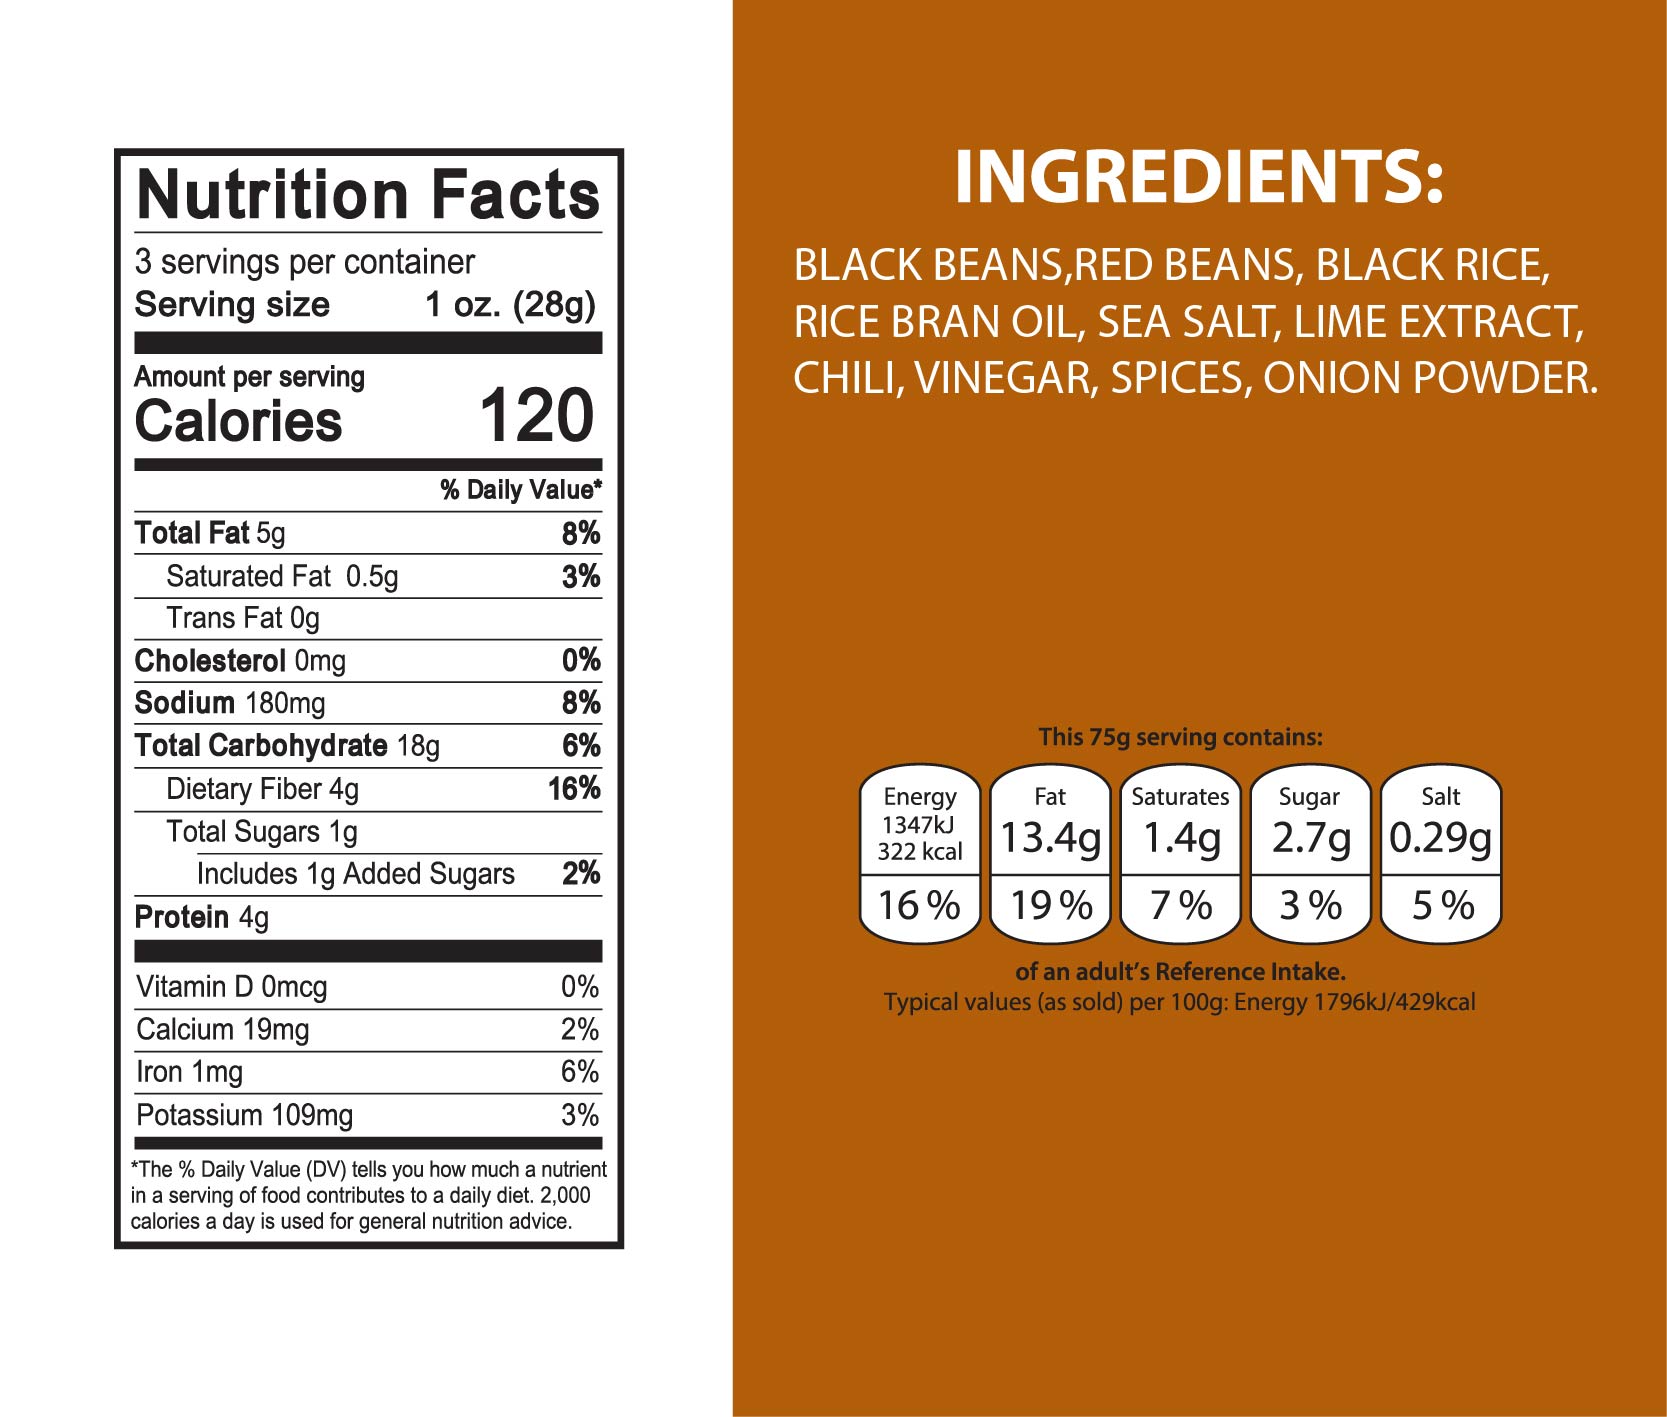 Nutrition Facts
3 servings per container
Serving size 1 oz. (28g)
Amount per serving
Calories 120
% Daily Value*
Total Fat 5g 8%
Saturated Fat 0.5g 3%
Trans Fat 0g
Cholesterol 0mg 0%
Sodium 180mg 8%
Total Carbohydrate 18g 6%
Dietary Fiber 4g 16%
Total Sugars 1g
Includes 1g Added Sugars 2%
Protein 4g
Vitamin D 0mcg 0%
Calcium 19mg 2%
Iron 1mg 6%
Potassium 109mg 3%
*The % Daily Value (DV) tells you how much a nutrient
in a serving of food contributes to a daily diet. 2,000
calories a day is used for general nutrition advice.
INGREDIENTS:
BLACK BEANS,RED BEANS, BLACK RICE,
RICE BRAN OIL, SEA SALT, LIME EXTRACT,
CHILI, VINEGAR, SPICES, ONION POWDER.
This 75g serving contains:
Energy
1347kJ
322 kcal
16 %
Fat
13.4g
19 %
Saturates
1.4g
7 %
Sugar
2.7g
3 %
Salt
0.29g
5 %
of an adult's Reference Intake.
Typical values (as sold) per 100g: Energy 1796kJ/429kcal